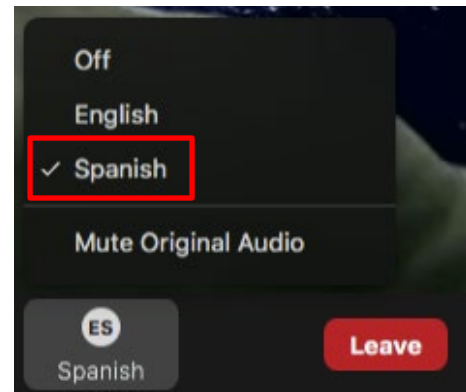 Off
English
✓ Spanish
Mute Original Audio
ES
Spanish
Leave